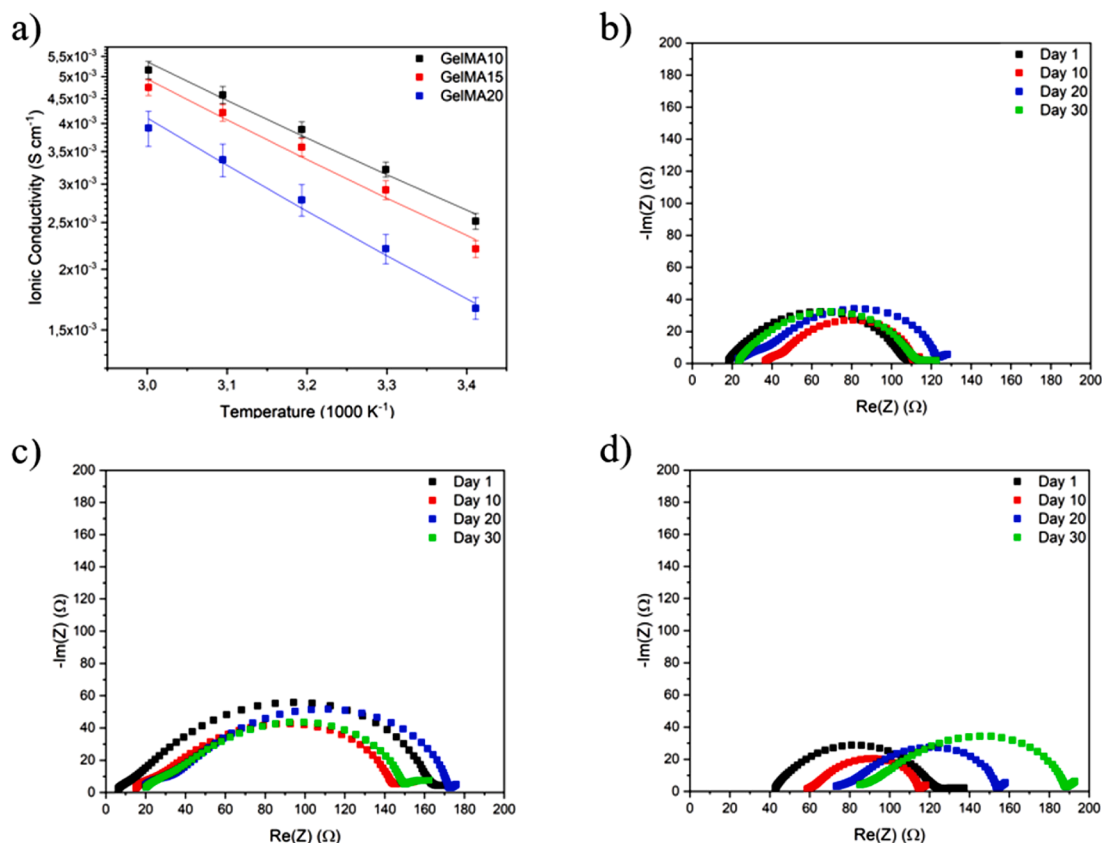 a)
5,5x10⁻³
5x10⁻³
4,5x10⁻³
4x10⁻³
3,5x10⁻³
3x10⁻³
2,5x10⁻³
2x10⁻³
1,5x10⁻³
Ionic Conductivity (S cm⁻¹)
GelMA10
GelMA15
GelMA20
3,0 3,1 3,2 3,3 3,4
Temperature (1000 K⁻¹)
b)
200
180
160
140
120
100
80
60
40
20
0
-Im(Z) (Ω)
Day 1
Day 10
Day 20
Day 30
0 20 40 60 80 100 120 140 160 180 200
Re(Z) (Ω)
c)
200
180
160
140
120
100
80
60
40
20
0
-Im(Z) (Ω)
Day 1
Day 10
Day 20
Day 30
0 20 40 60 80 100 120 140 160 180 200
Re(Z) (Ω)
d)
200
180
160
140
120
100
80
60
40
20
0
-Im(Z) (Ω)
Day 1
Day 10
Day 20
Day 30
0 20 40 60 80 100 120 140 160 180 200
Re(Z) (Ω)